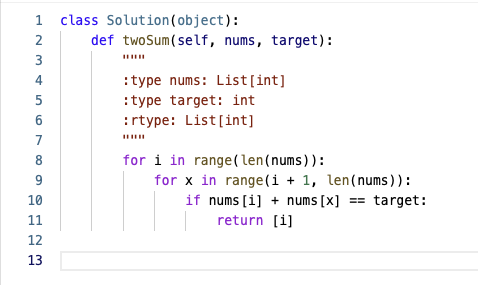 1 class Solution(object):
2     def twoSum(self, nums, target):
3         """
4         :type nums: List[int]
5         :type target: int
6         :rtype: List[int]
7         """
8         for i in range(len(nums)):
9             for x in range(i + 1, len(nums)):
10                 if nums[i] + nums[x] == target:
11                     return [i]
12
13